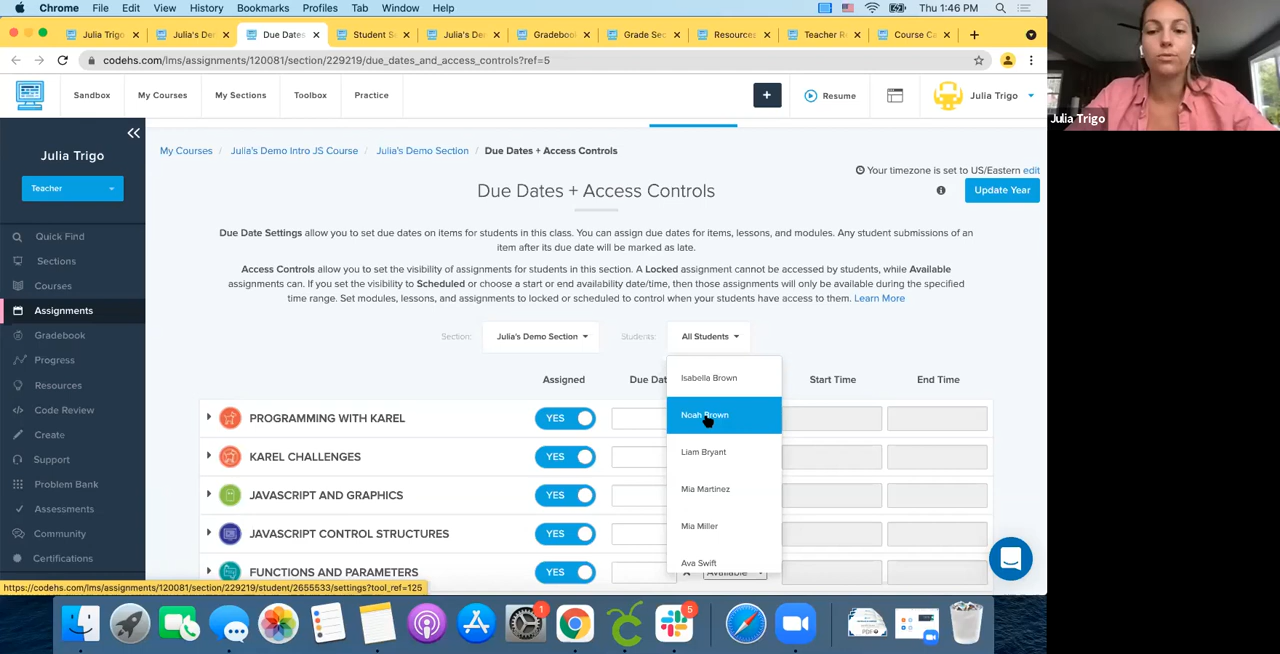 Chrome File Edit View History Bookmarks Profiles Tab Window Help Thu 1:46 PM
Julia Trigo Julia's De Due Dates Student S Julia's De Gradebook Grade Sec Resources Teacher R Course Ca
codehs.com/lms/assignments/120081/section/229219/due_dates_and_access_controls?ref=5
Sandbox My Courses My Sections Toolbox Practice + Resume Julia Trigo
Julia Trigo
Teacher
Quick Find
Sections
Courses
Assignments
Gradebook
Progress
Resources
Code Review
Create
Support
Problem Bank
Assessments
Community
Certifications
My Courses / Julia's Demo Intro JS Course / Julia's Demo Section / Due Dates + Access Controls
Your timezone is set to US/Eastern edit
Due Dates + Access Controls
Update Year
Due Date Settings allow you to set due dates on items for students in this class. You can assign due dates for items, lessons, and modules. Any student submissions of an
item after its due date will be marked as late.
Access Controls allow you to set the visibility of assignments for students in this section. A Locked assignment cannot be accessed by students, while Available
assignments can. If you set the visibility to Scheduled or choose a start or end availability date/time, then those assignments will only be available during the specified
time range. Set modules, lessons, and assignments to locked or scheduled to control when your students have access to them. Learn More
Section: Julia's Demo Section Students: All Students
Assigned Due Dat Start Time End Time
PROGRAMMING WITH KAREL YES
KAREL CHALLENGES YES
JAVASCRIPT AND GRAPHICS YES
JAVASCRIPT CONTROL STRUCTURES YES
FUNCTIONS AND PARAMETERS YES Available
Isabella Brown
Noah Brown
Liam Bryant
Mia Martinez
Mia Miller
Ava Swift
https://codehs.com/lms/assignments/120081/section/229219/student/2655533/settings?tool_ref=125
1
5
PDF
Julia Trigo